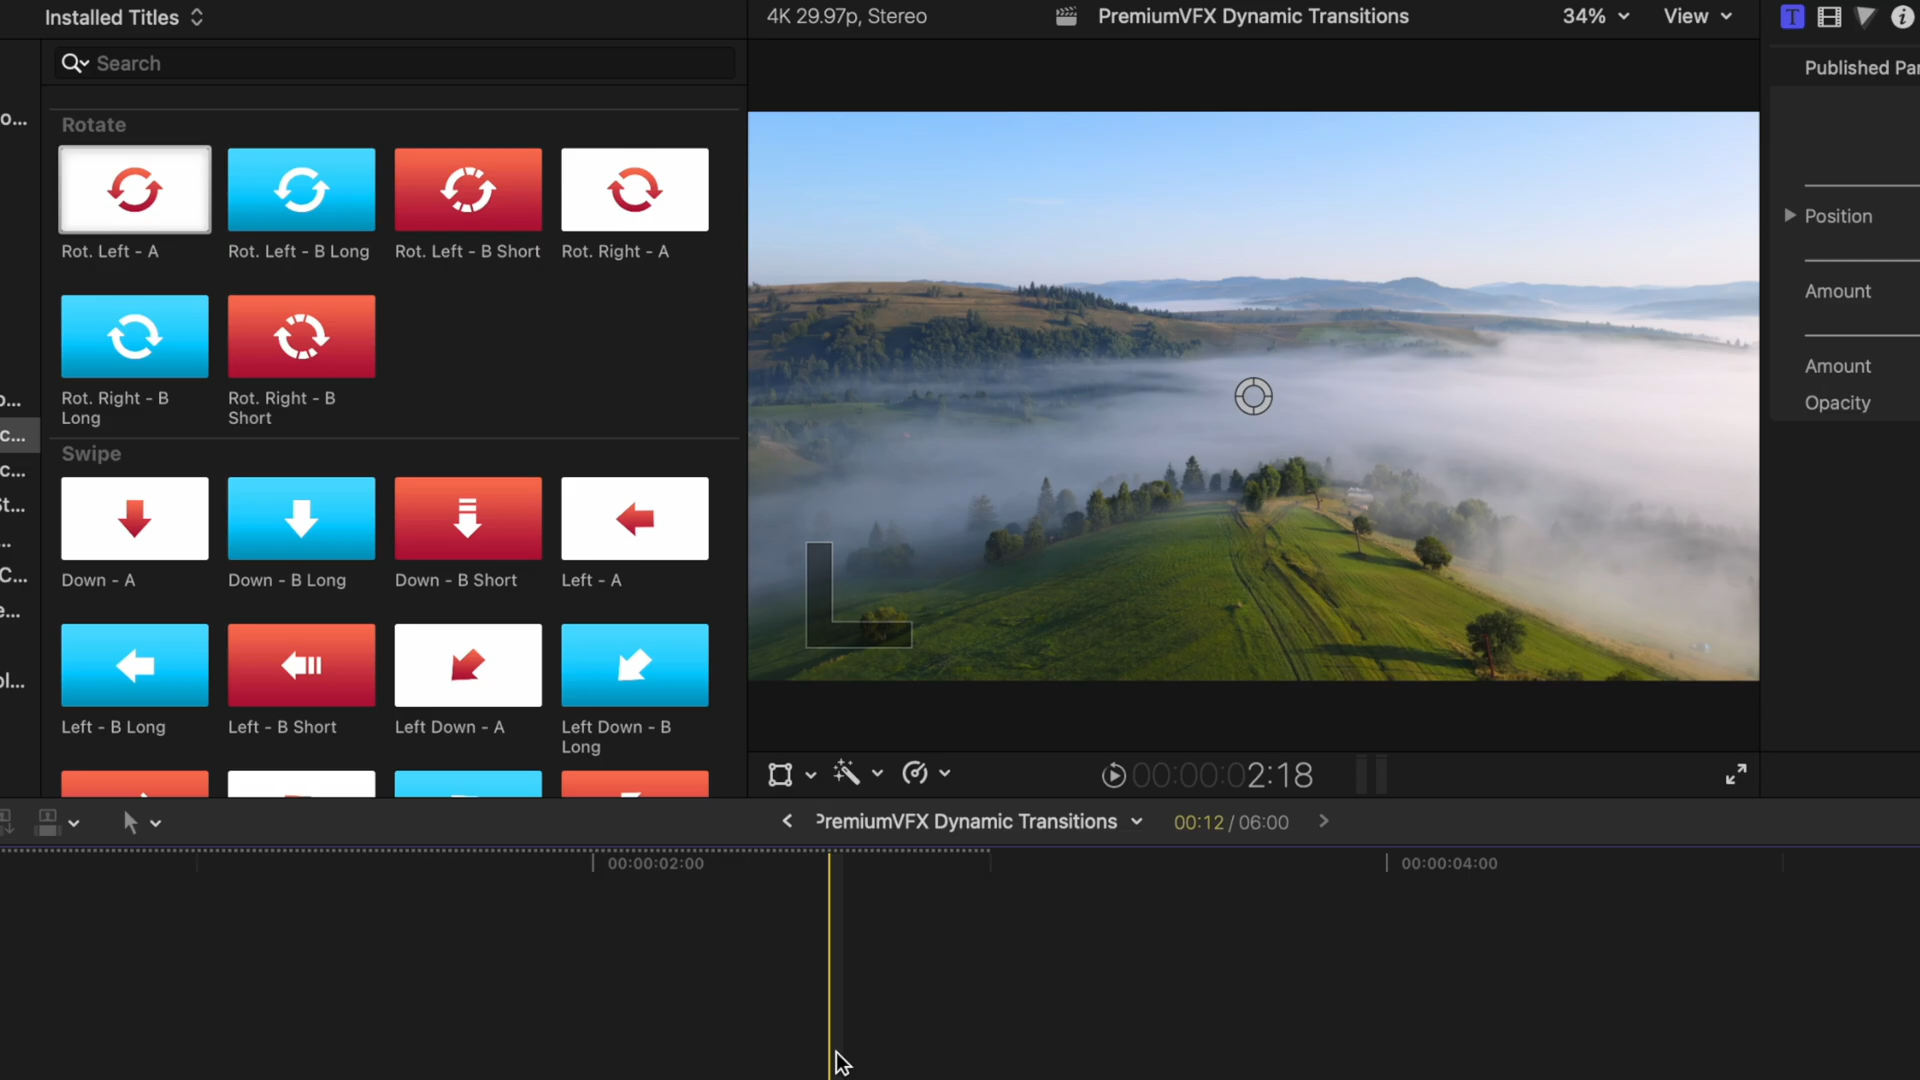 Installed Titles
4K 29.97p, Stereo
PremiumVFX Dynamic Transitions
34%
View
T
Search
Published Par
o...
Rotate
Rot. Left - A
Rot. Left - B Long
Rot. Left - B Short
Rot. Right - A
Rot. Right - B
Long
Rot. Right - B
Short
c...
c...
t...
...
C...
e...
Swipe
Down - A
Down - B Long
Down - B Short
Left - A
Left - B Long
Left - B Short
Left Down - A
Left Down - B
Long
Position
Amount
Amount
Opacity
00:00:02:18
PremiumVFX Dynamic Transitions
00:12 / 06:00
00:00:02:00
00:00:04:00